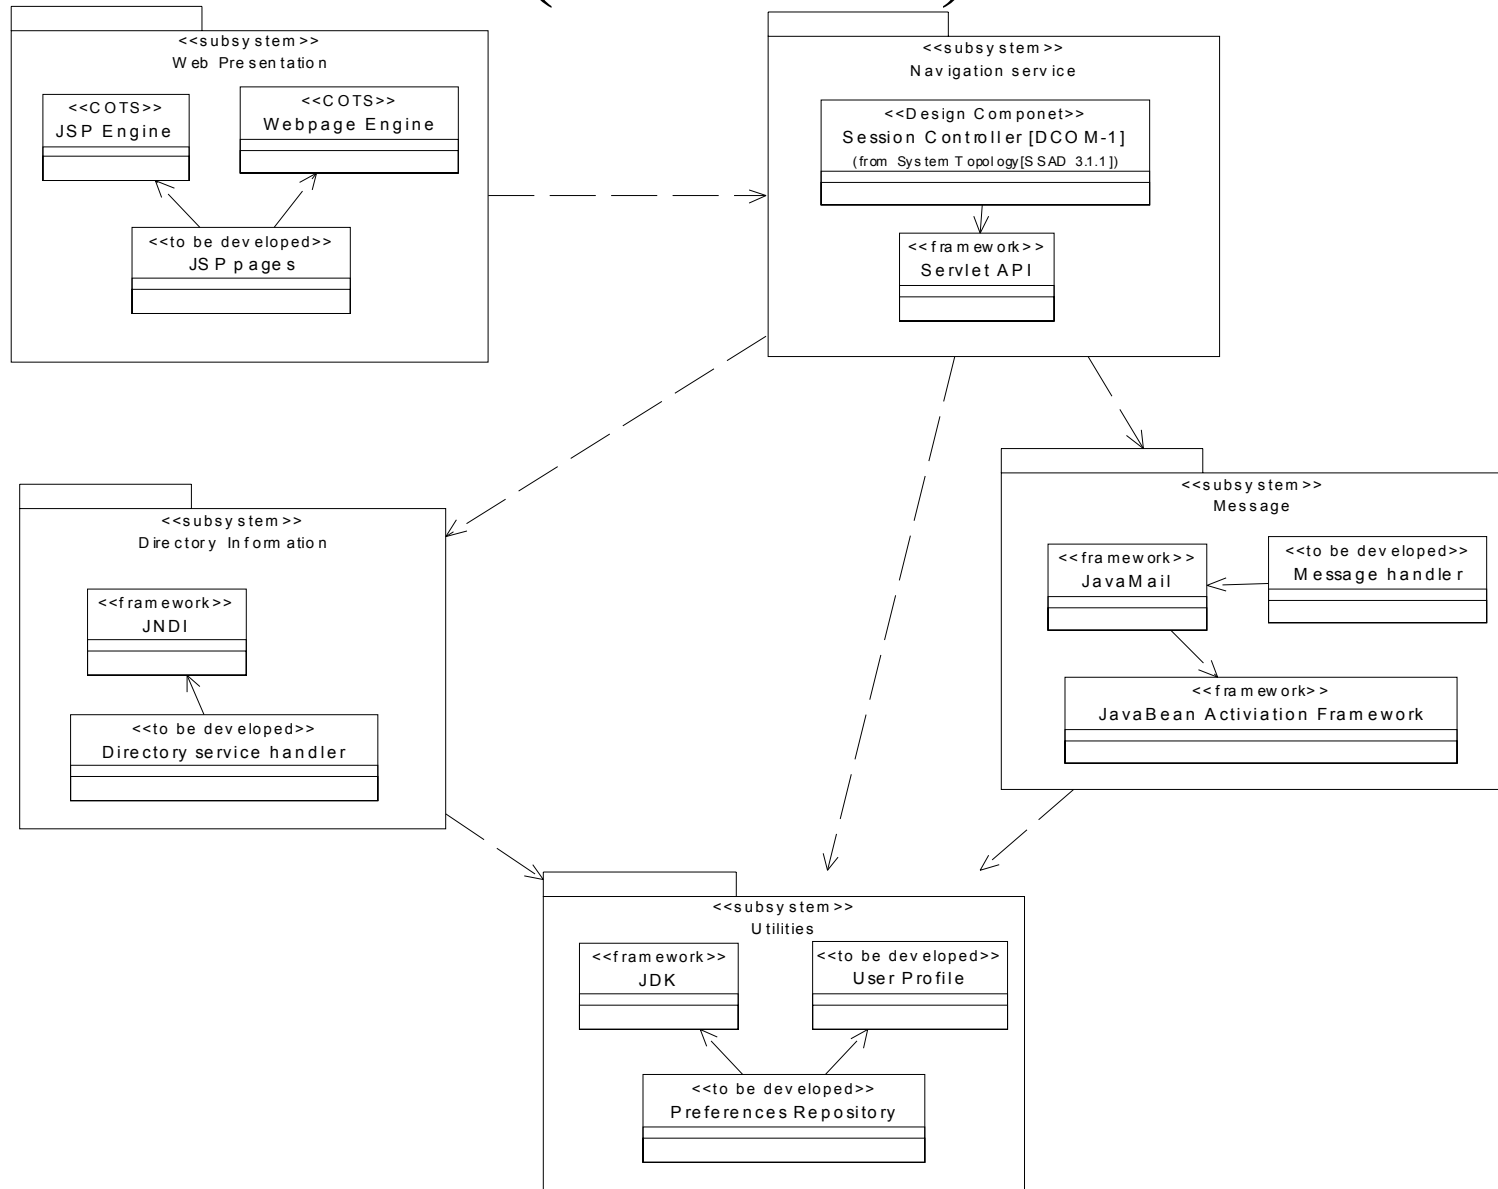 <<subsystem>>
Web Presentation
<<COTS>>
JSP Engine
<<COTS>>
Webpage Engine
<<to be developed>>
JSP pages
<<subsystem>>
Navigation service
<<Design Componet>>
Session Controller [DCOM-1]
(from System Topology[SSAD 3.1.1])
<<framework>>
Servlet API
<<subsystem>>
Directory Information
<<framework>>
JNDI
<<to be developed>>
Directory service handler
<<subsystem>>
Message
<<framework>>
JavaMail
<<to be developed>>
Message handler
<<framework>>
JavaBean Activiation Framework
<<subsystem>>
Utilities
<<framework>>
JDK
<<to be developed>>
User Profile
<<to be developed>>
Preferences Repository